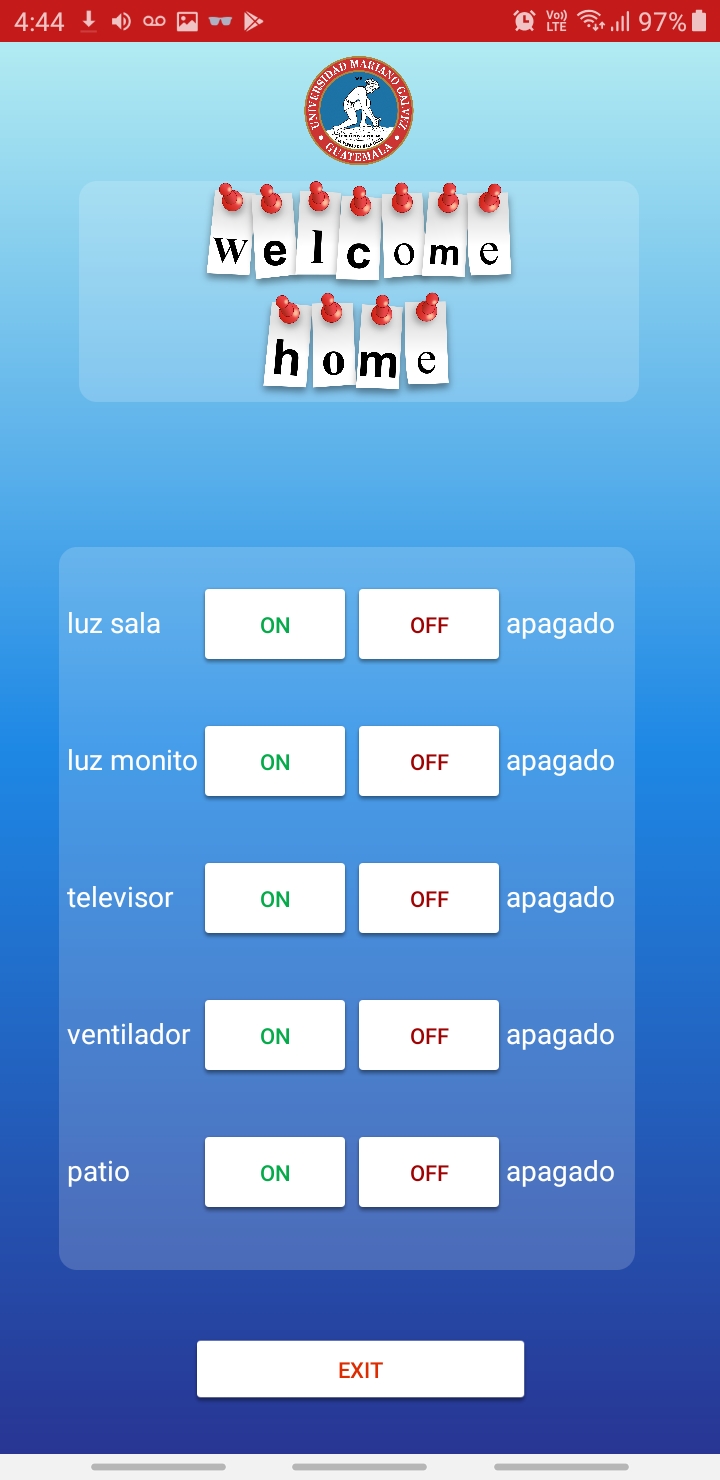 4:44 Vo)) LTE 97%
UNIVERSIDAD MARIANO GALVEZ
GUATEMALA
welcome
home
luz sala ON OFF apagado
luz monito ON OFF apagado
televisor ON OFF apagado
ventilador ON OFF apagado
patio ON OFF apagado
EXIT